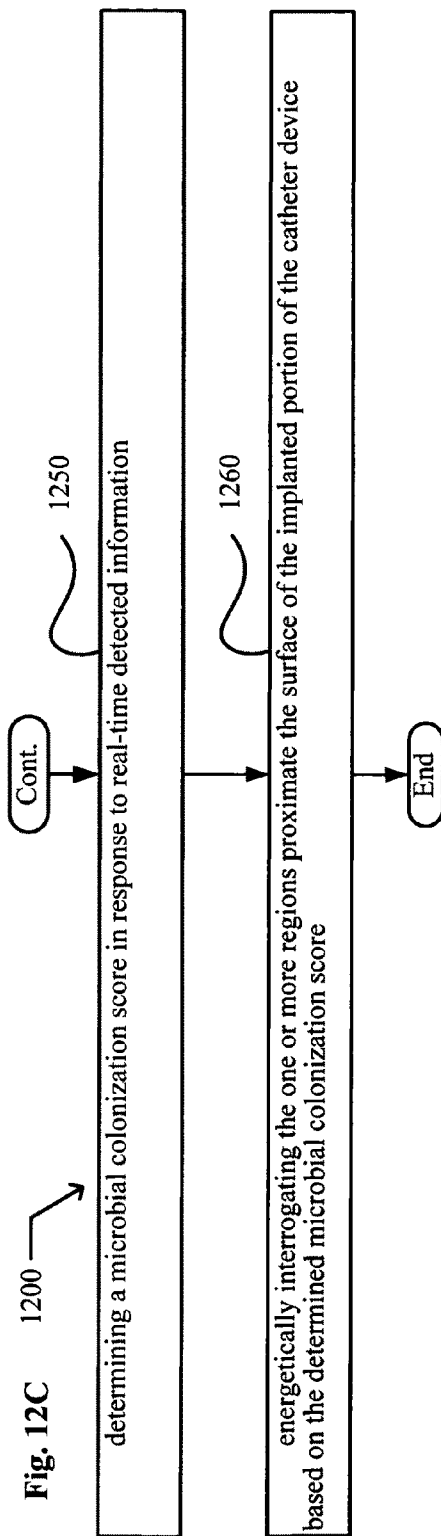 Fig. 12C
1200
Cont.
1250
determining a microbial colonization score in response to real-time detected information
1260
energetically interrogating the one or more regions proximate the surface of the implanted portion of the catheter device
based on the determined microbial colonization score
End